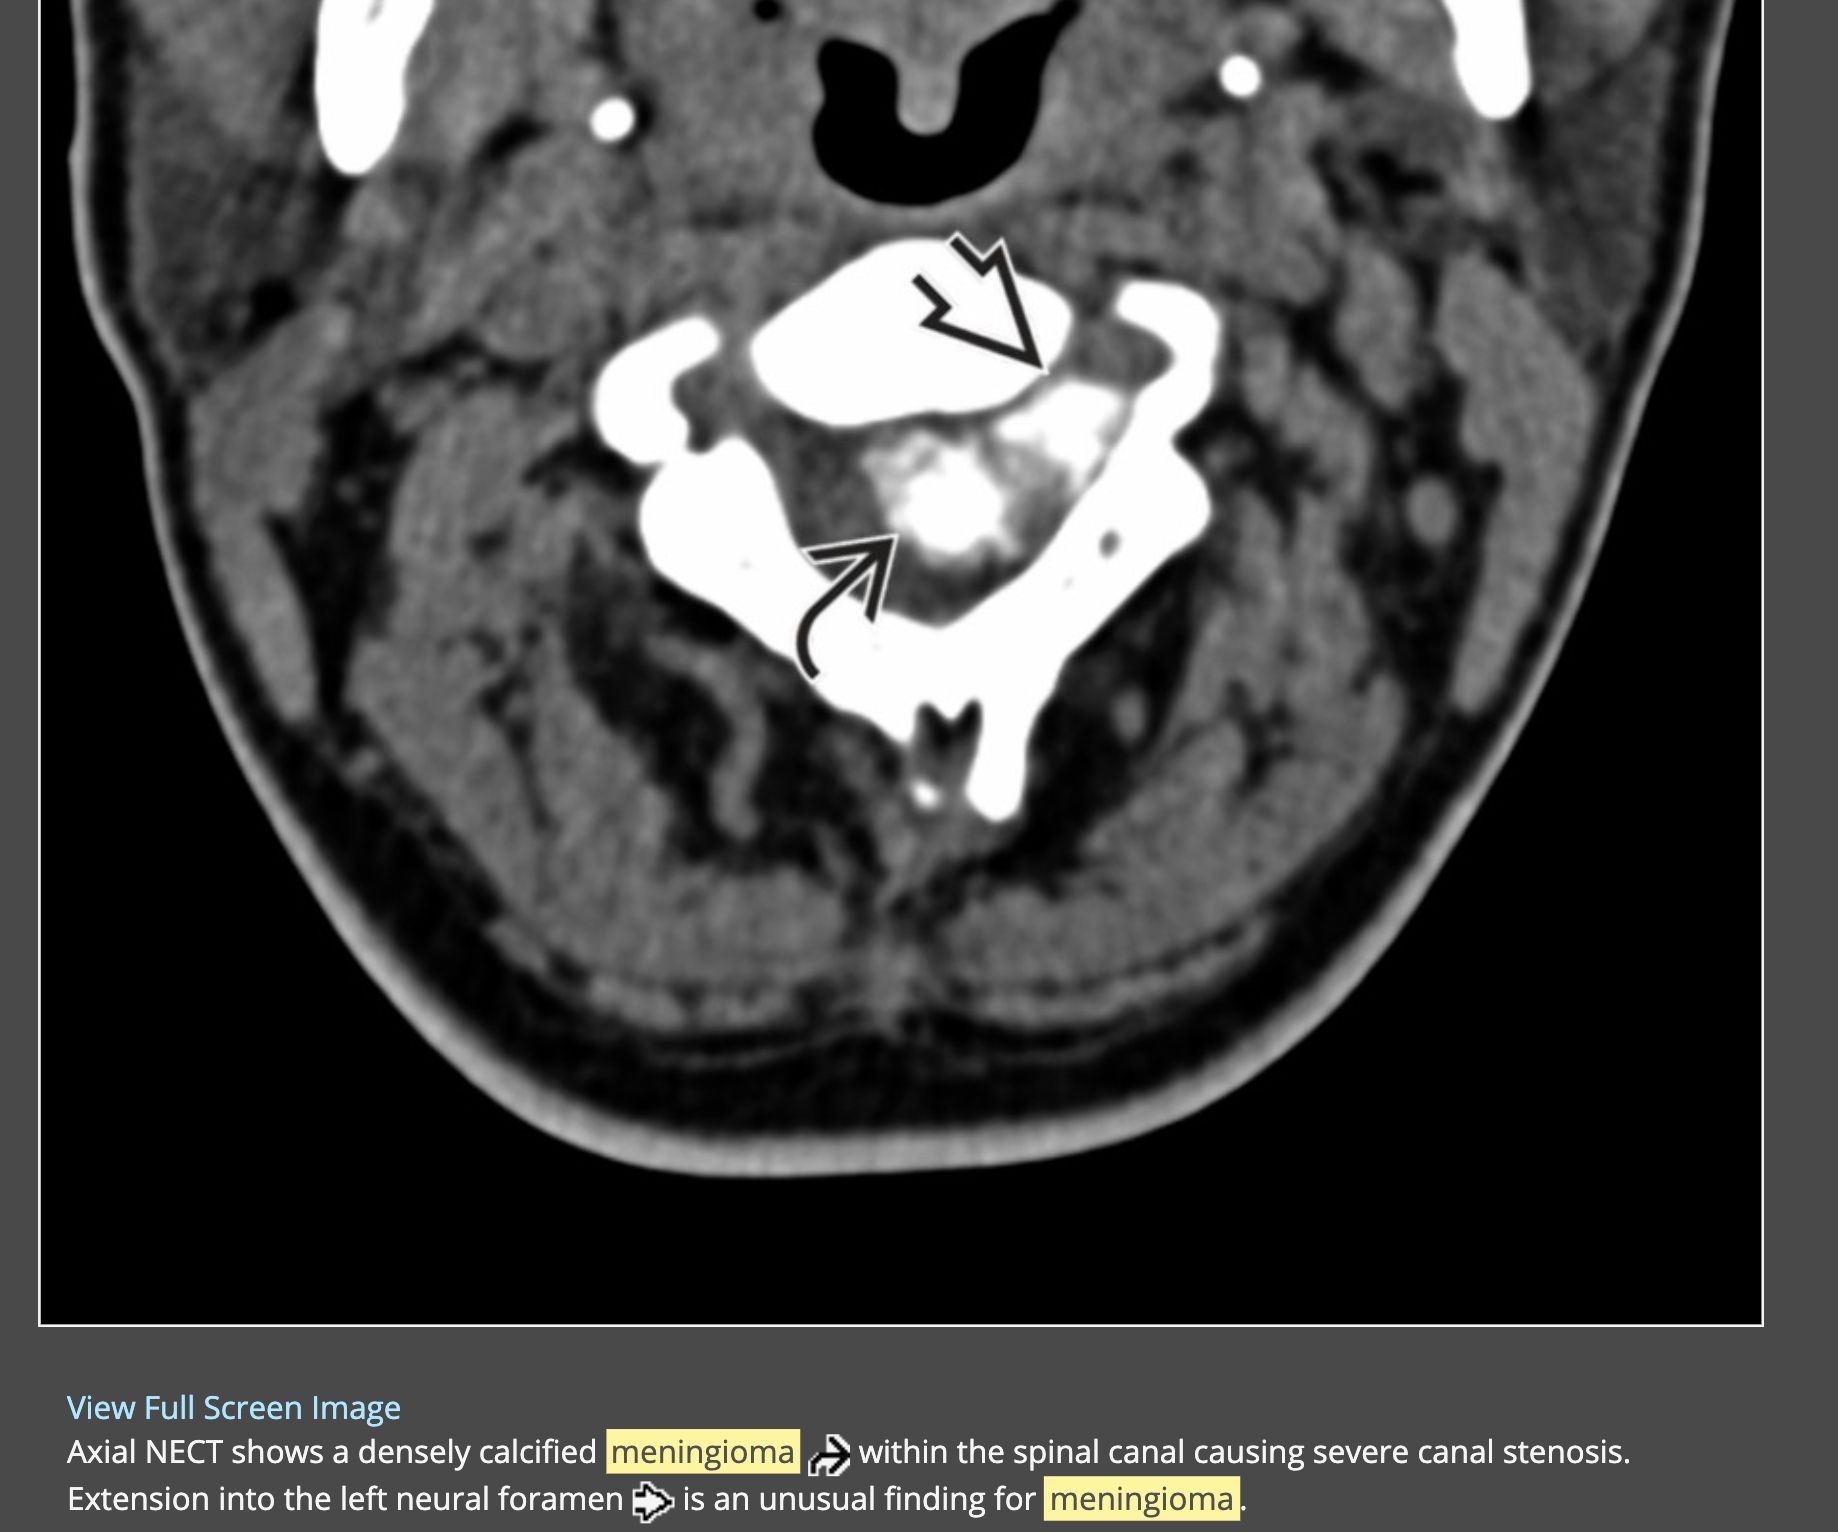 View Full Screen Image
Axial NECT shows a densely calcified meningioma within the spinal canal causing severe canal stenosis.
Extension into the left neural foramen is an unusual finding for meningioma.